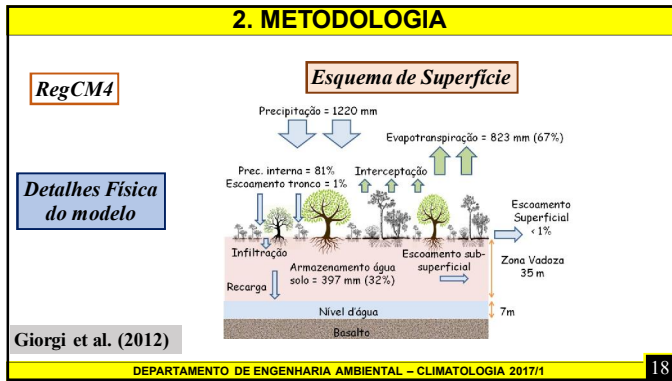 2. METODOLOGIA
RegCM4
Esquema de Superfície
Precipitação = 1220 mm
Evapotranspiração = 823 mm (67%)
Prec. interna = 81%
Escoamento tronco = 1%
Interceptação
Detalhes Física
do modelo
Escoamento
Superficial
< 1%
Infiltração
Escoamento sub-
superficial
Zona Vadoza
35 m
Armazenamento água
solo = 397 mm (32%)
Recarga
Nível d'água
7m
Basalto
Giorgi et al. (2012)
DEPARTAMENTO DE ENGENHARIA AMBIENTAL – CLIMATOLOGIA 2017/1
18